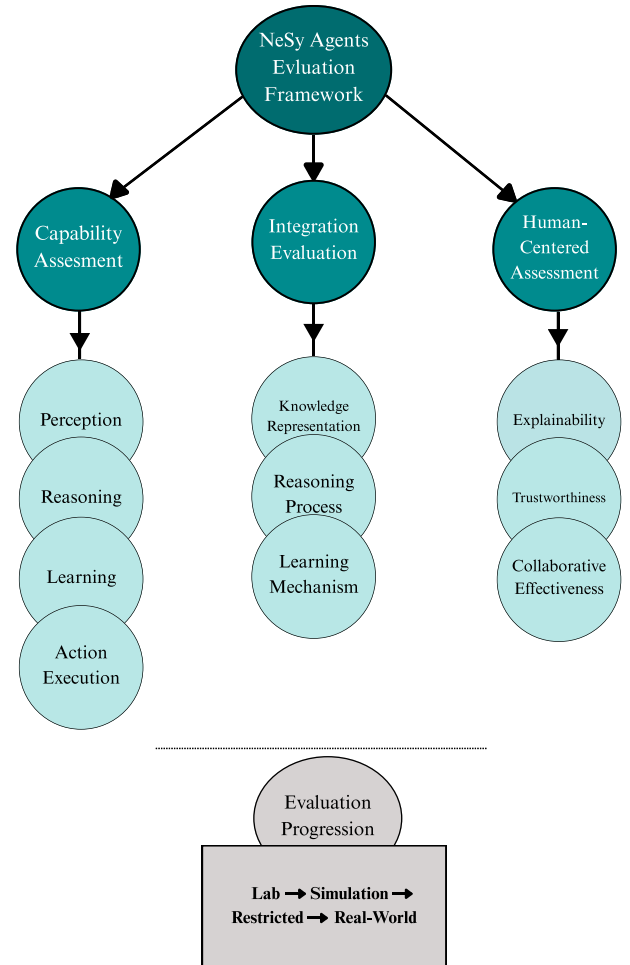 NeSy Agents
Evluation
Framework
Capability
Assesment
Integration
Evaluation
Human-
Centered
Assessment
Perception
Reasoning
Learning
Action
Execution
Knowledge
Representation
Reasoning
Process
Learning
Mechanism
Explainability
Trustworthiness
Collaborative
Effectiveness
Evaluation
Progression
Lab → Simulation →
Restricted → Real-World